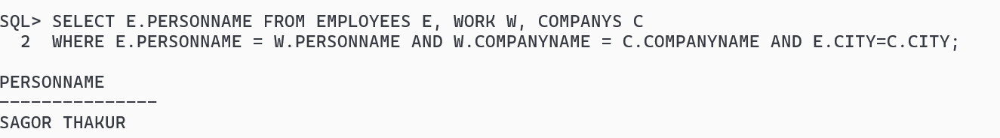 SQL> SELECT E.PERSONNAME FROM EMPLOYEES E, WORK W, COMPANYS C
  2  WHERE E.PERSONNAME = W.PERSONNAME AND W.COMPANYNAME = C.COMPANYNAME AND E.CITY=C.CITY;
PERSONNAME
---------------
SAGOR THAKUR